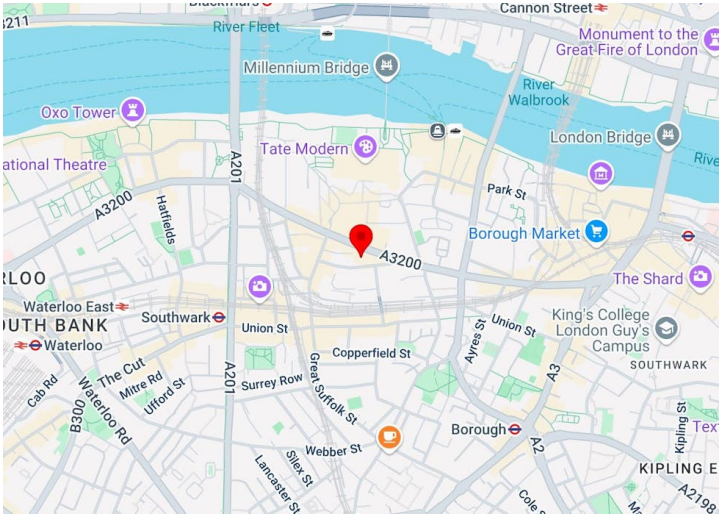 Blackfriars
Cannon Street
3211
River Fleet
Monument to the
Great Fire of London
Millennium Bridge
River
Walbrook
Oxo Tower
London Bridge
A201
Tate Modern
ational Theatre
Rive
Park St
A3200
Hatfields
Borough Market
A3200
RLOO
The Shard
Waterloo East
Southwark
King's College
London Guy's
Campus
OUTH BANK
Union St
Union St
Waterloo
Ayres St
Copperfield St
SOUTHWARK
The Cut
A201
A3
Mitre Rd
Surrey Row
Great Suffolk St
Cab Rd
Ufford St
B300
Waterloo Rd
Borough
Kipling St
Text
A2
Webber St
Silex St
KIPLING E
Lancaster St
A2198
Cole S